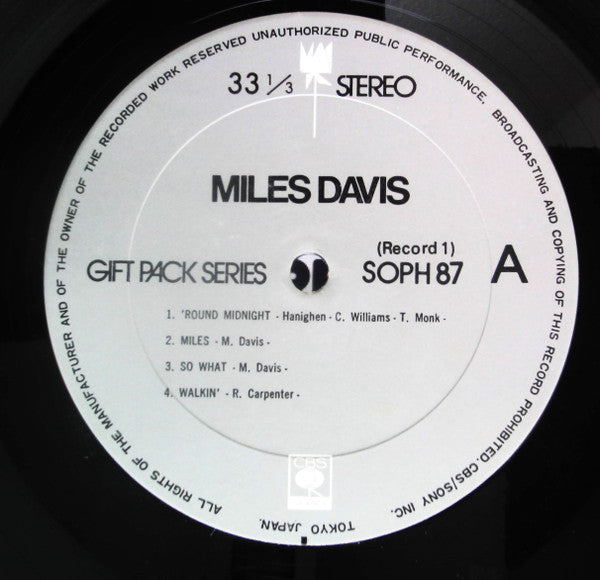 ALL RIGHTS OF THE MANUFACTURER AND OF THE OWNER OF THE RECORDED WORK RESERVED UNAUTHORIZED PUBLIC PERFORMANCE, BROADCASTING AND COPYING OF THIS RECORD PROHIBITED. CBS/SONY INC.
TOKYO JAPAN.
33 1/3 STEREO
MILES DAVIS
(Record 1)
GIFT PACK SERIES SOPH 87 A
1. 'ROUND MIDNIGHT - Hanighen - C. Williams - T. Monk -
2. MILES - M. Davis -
3. SO WHAT - M. Davis -
4. WALKIN' - R. Carpenter -
CBS